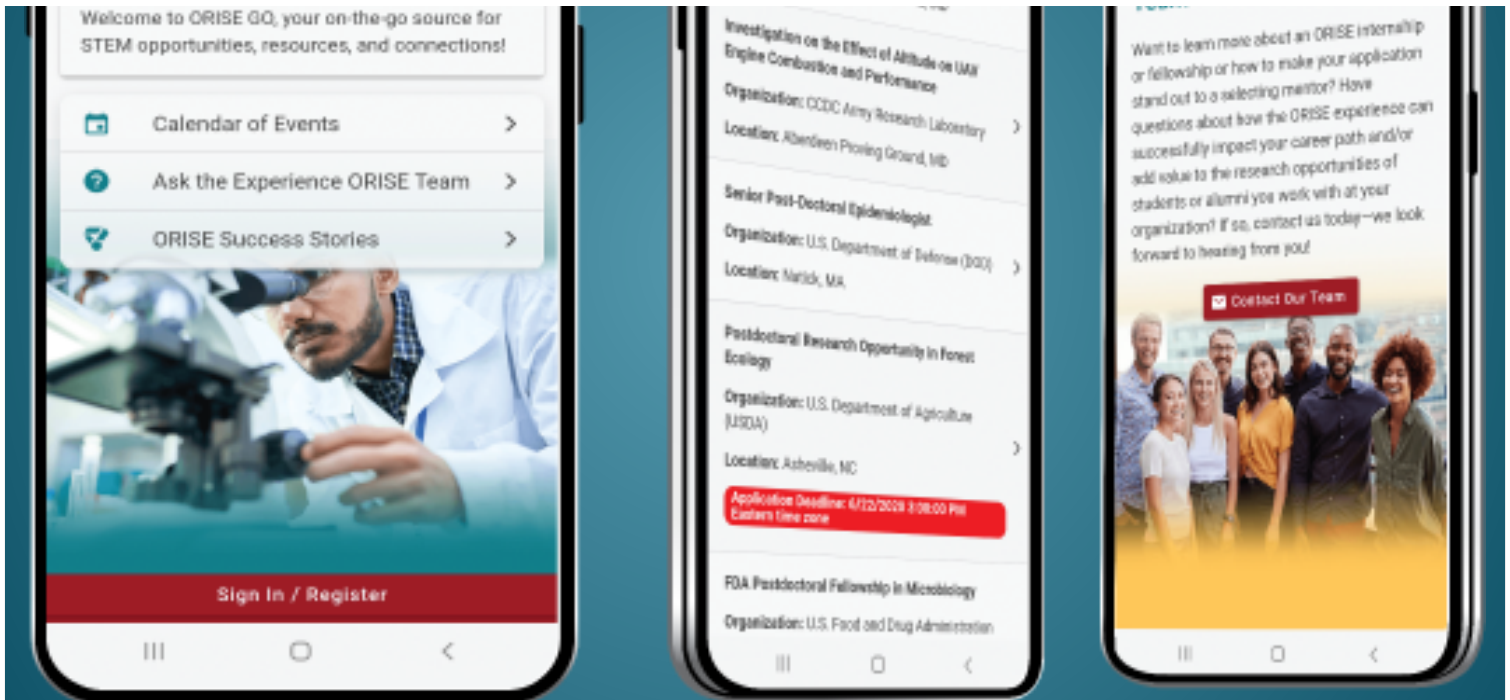 Welcome to ORISE GO, your on-the-go source for
STEM opportunities, resources, and connections!
Calendar of Events
Ask the Experience ORISE Team
ORISE Success Stories
Sign In / Register
Investigation on the Effect of Altitude on UAV
Engine Combustion and Performance
Organization: CCDC Army Research Laboratory
Location: Aberdeen Proving Ground, MD
Senior Post-Doctoral Epidemiologist
Organization: U.S. Department of Defense (DOD)
Location: Natick, MA
Postdoctoral Research Opportunity in Forest
Ecology
Organization: U.S. Department of Agriculture
(USDA)
Location: Asheville, NC
Application Deadline: 6/22/2020 3:00:00 PM
Eastern time zone
FDA Postdoctoral Fellowship in Microbiology
Organization: U.S. Food and Drug Administration
Want to learn more about an ORISE internship
or fellowship or how to make your application
stand out to a selecting mentor? Have
questions about how the ORISE experience can
successfully impact your career path and/or
add value to the research opportunities of
students or alumni you work with at your
organization? If so, contact us today—we look
forward to hearing from you!
Contact Our Team